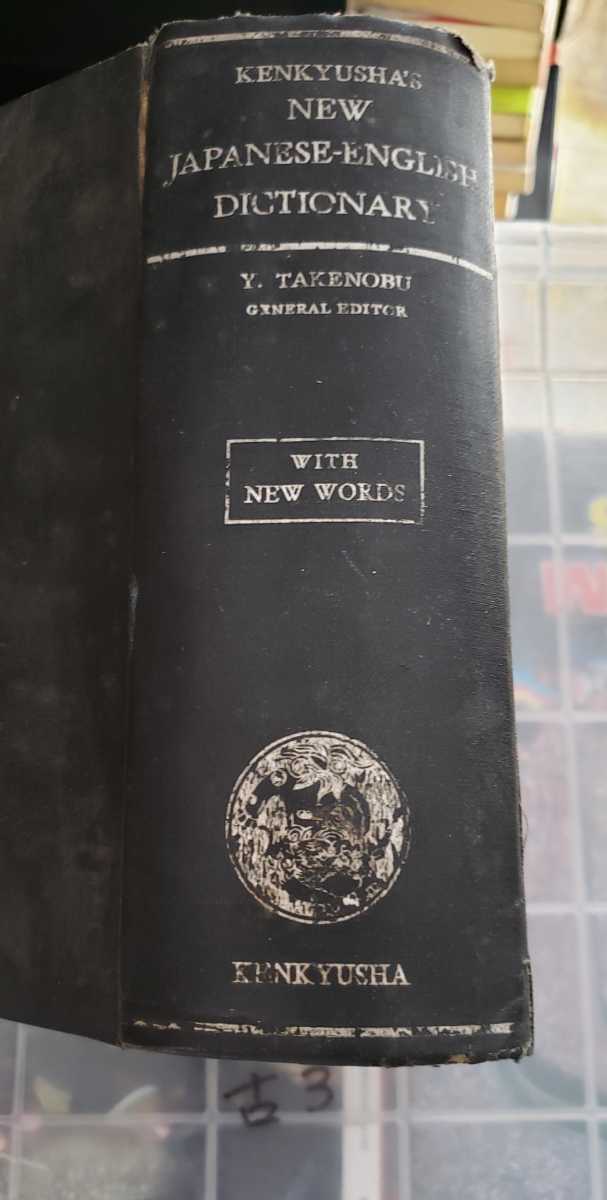 KENKYUSHA'S
NEW
JAPANESE-ENGLISH
DICTIONARY
Y. TAKENOBU
GENERAL EDITOR
WITH
NEW WORDS
KENKYUSHA
古3